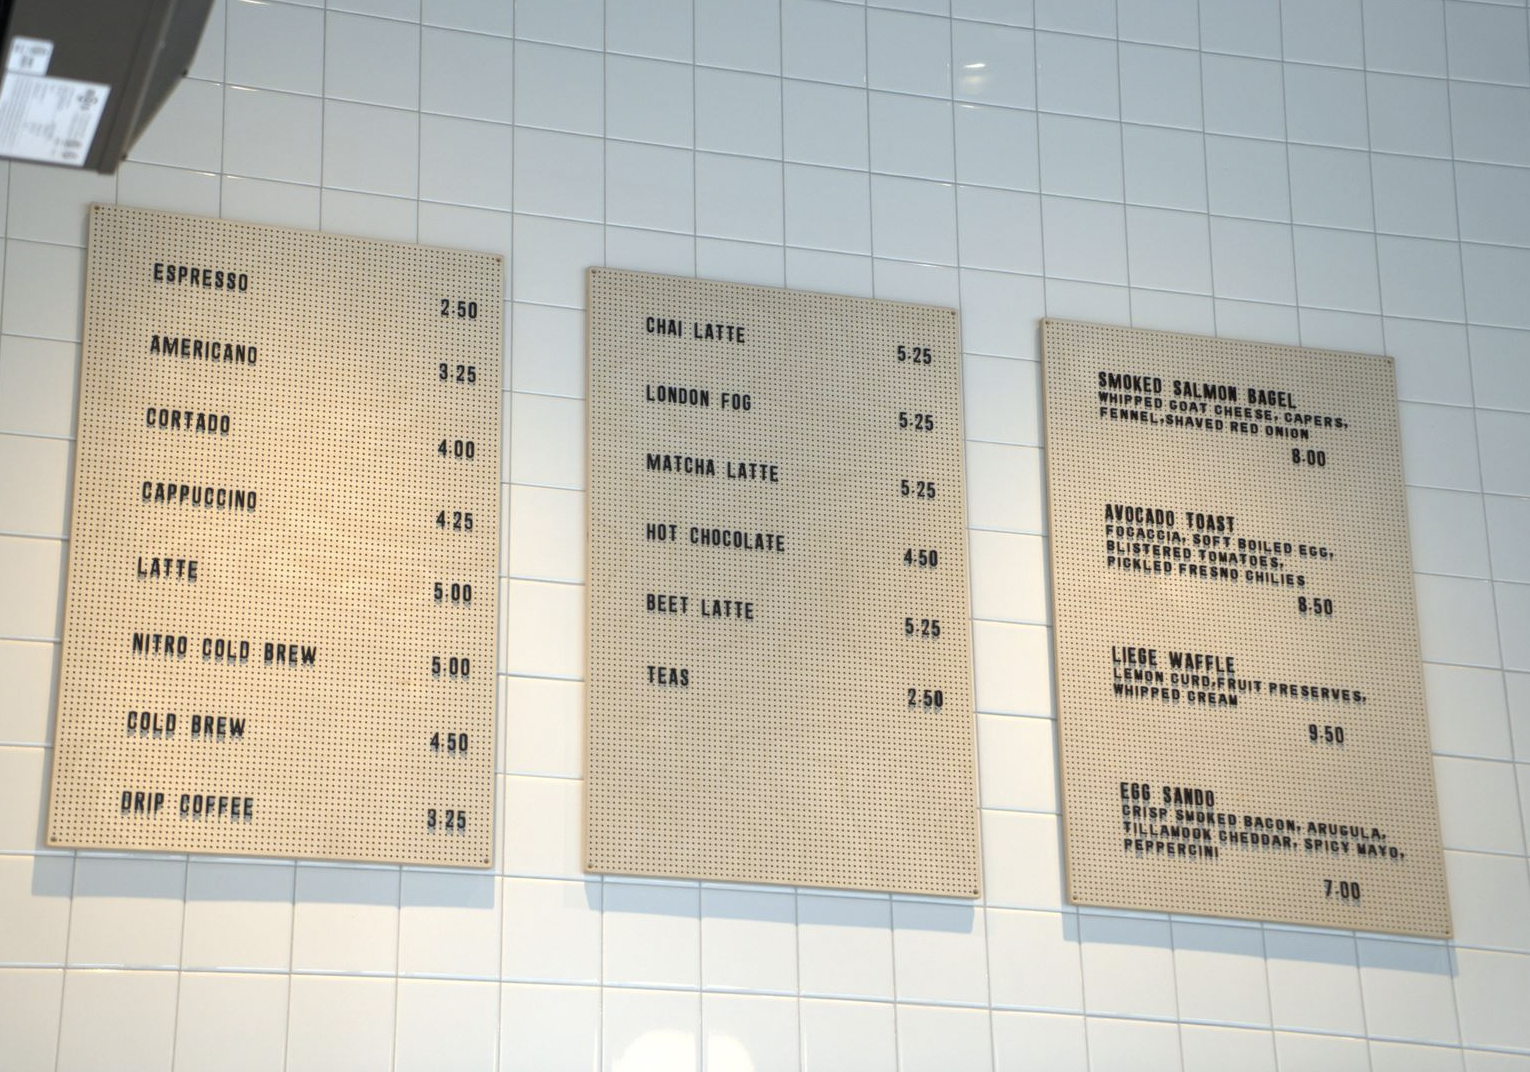 ESPRESSO
2.50
AMERICANO
3.25
CORTADO
4.00
CAPPUCCINO
4.25
LATTE
5.00
NITRO COLD BREW
5.00
COLD BREW
4.50
DRIP COFFEE
3.25
CHAI LATTE
5.25
LONDON FOG
5.25
MATCHA LATTE
5.25
HOT CHOCOLATE
4.50
BEET LATTE
5.25
TEAS
2.50
SMOKED SALMON BAGEL
WHIPPED GOAT CHEESE, CAPERS,
FENNEL,SHAVED RED ONION
8.00
AVOCADO TOAST
FOCACCIA, SOFT BOILED EGG,
BLISTERED TOMATOES,
PICKLED FRESNO CHILIES
8.50
LIEGE WAFFLE
LEMON CURD,FRUIT PRESERVES,
WHIPPED CREAM
9.50
EGG SANDO
CRISP SMOKED BACON, ARUGULA,
TILLAMOOK CHEDDAR, SPICY MAYO,
PEPPERCINI
7.00